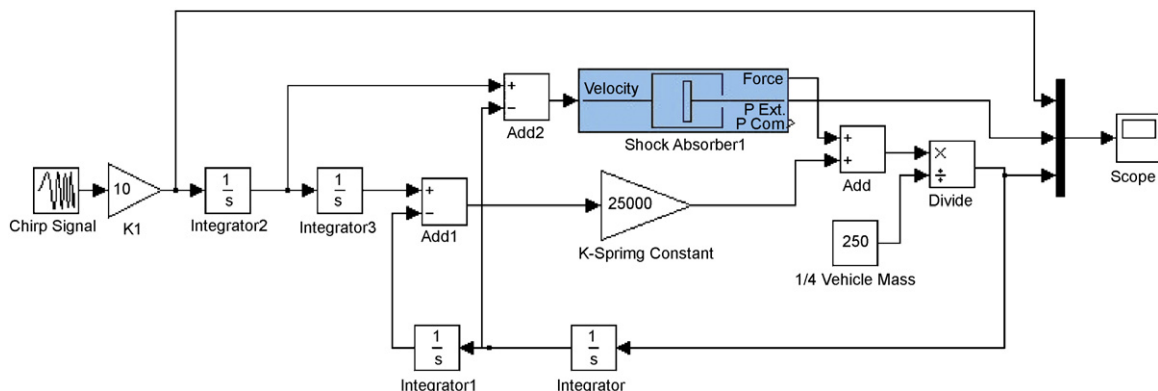 Force
Velocity
P Ext.
P Com.
+
−
Add2
Shock Absorber1
10
1
s
1
s
+
−
25000
+
+
×
÷
Scope
Add
Divide
Chirp Signal
K1
Integrator2
Integrator3
Add1
K-Sprimg Constant
250
1/4 Vehicle Mass
1
s
1
s
Integrator1
Integrator